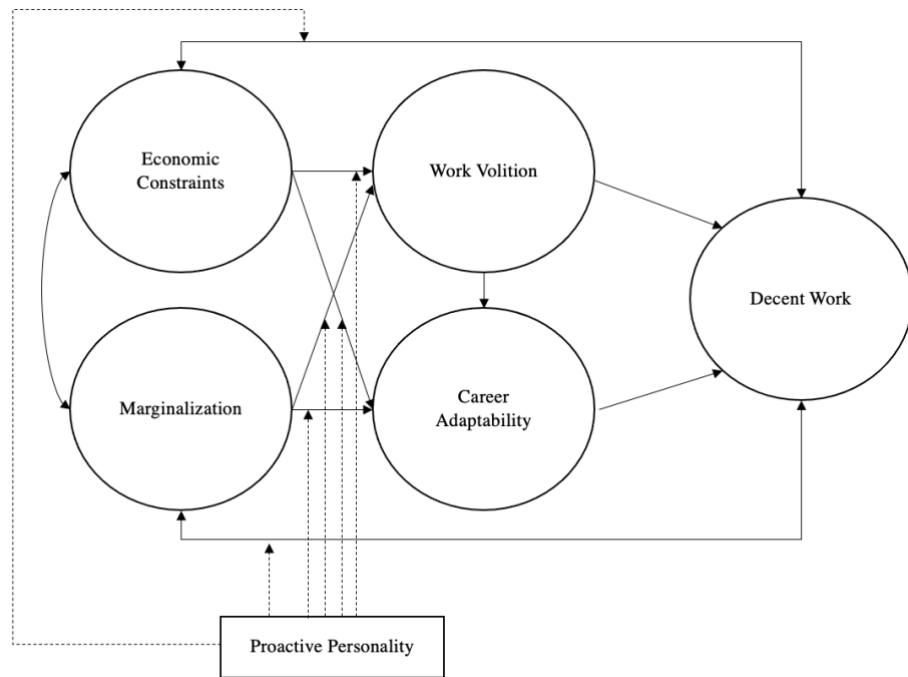 Economic
Constraints
Work Volition
Decent Work
Marginalization
Career
Adaptability
Proactive Personality